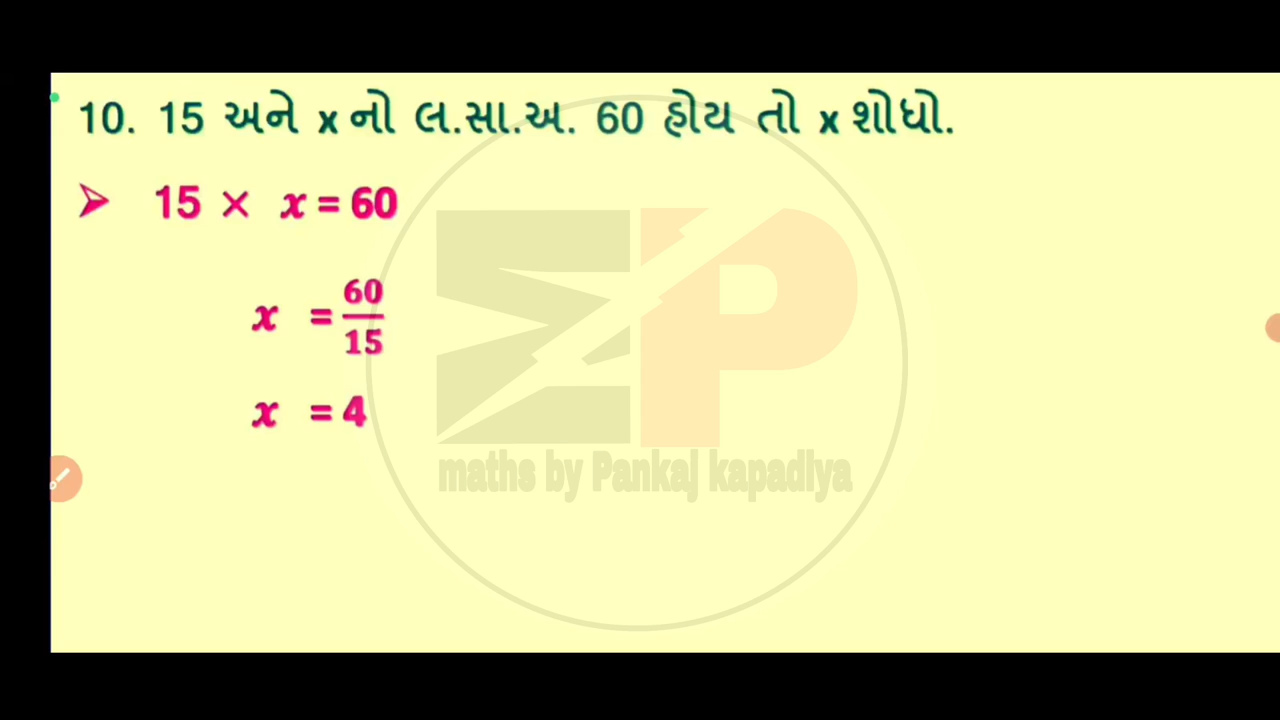 10. 15 અને x નો લ.સા.અ. 60 હોય તો x શોધો.
➢ 15 × x = 60
x = 60/15
x = 4
maths by Pankaj kapadiya